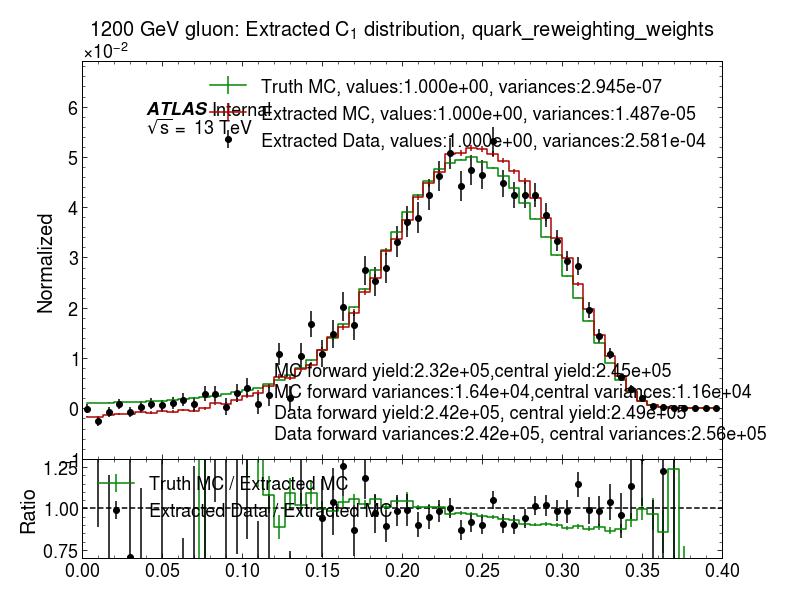 1200 GeV gluon: Extracted C₁ distribution, quark_reweighting_weights
×10⁻²
Truth MC, values:1.000e+00, variances:2.945e-07
ATLAS Internal
Extracted MC, values:1.000e+00, variances:1.487e-05
√s = 13 TeV
Extracted Data, values:1.000e+00, variances:2.581e-04
6
5
4
3
2
1
0
Normalized
MC forward yield:2.32e+05,central yield:2.45e+05
MC forward variances:1.64e+04,central variances:1.16e+04
Data forward yield:2.42e+05, central yield:2.49e+05
Data forward variances:2.42e+05, central variances:2.56e+05
1
1.25
1.00
0.75
Ratio
Truth MC / Extracted MC
Extracted Data / Extracted MC
0.00 0.05 0.10 0.15 0.20 0.25 0.30 0.35 0.40